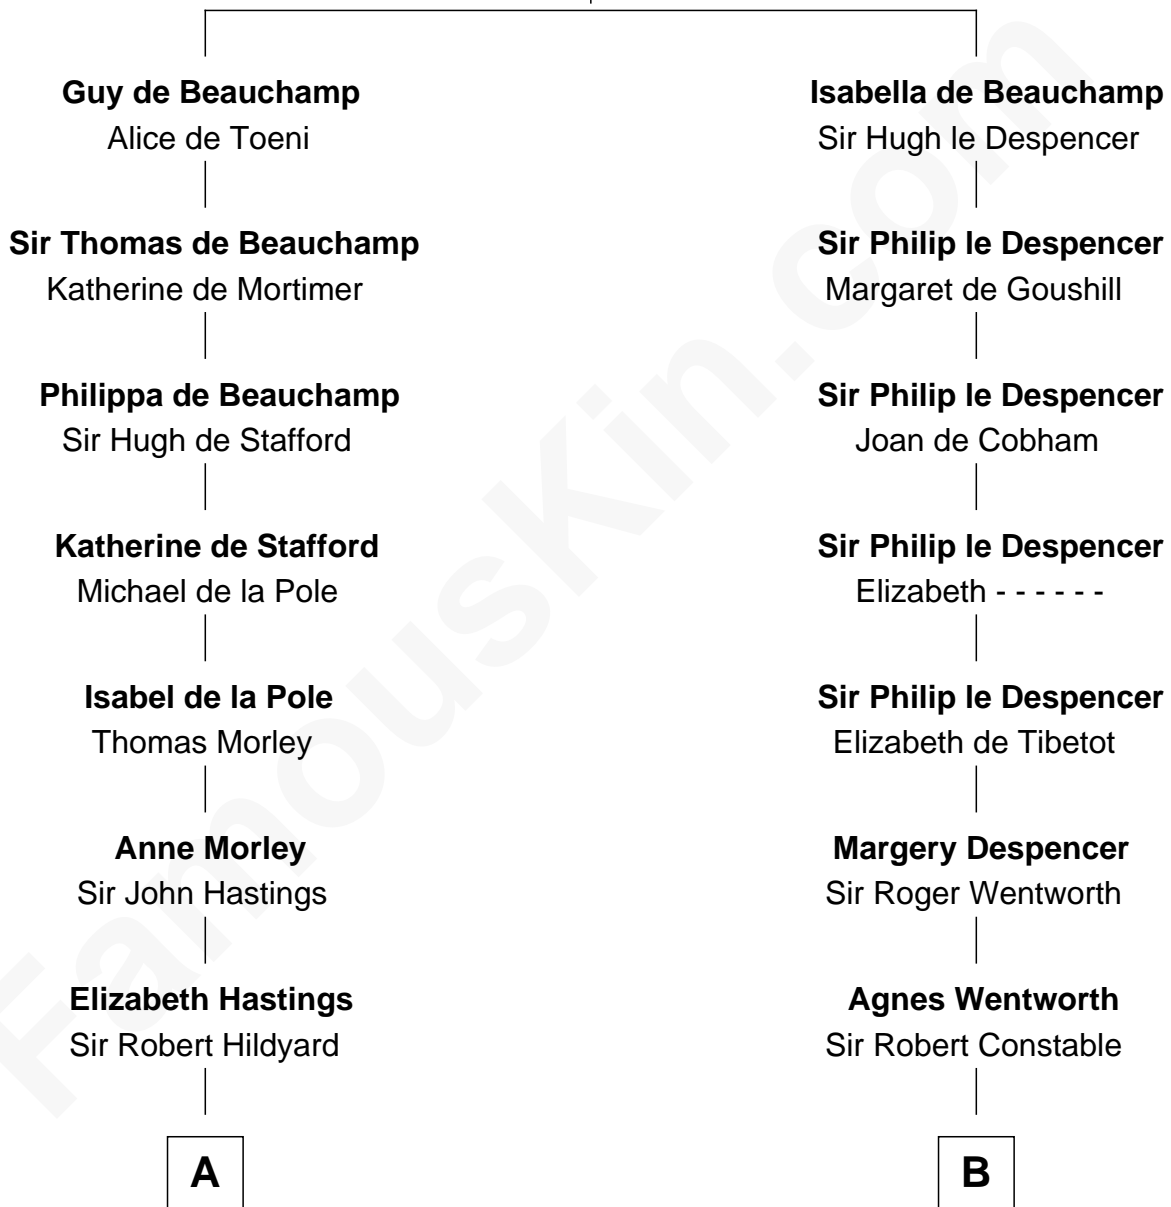 Guy de Beauchamp
Alice de Toeni
Isabella de Beauchamp
Sir Hugh le Despencer
Sir Thomas de Beauchamp
Katherine de Mortimer
Sir Philip le Despencer
Margaret de Goushill
Philippa de Beauchamp
Sir Hugh de Stafford
Sir Philip le Despencer
Joan de Cobham
Katherine de Stafford
Michael de la Pole
Sir Philip le Despencer
Elizabeth - - - - - -
Isabel de la Pole
Thomas Morley
Sir Philip le Despencer
Elizabeth de Tibetot
Anne Morley
Sir John Hastings
Margery Despencer
Sir Roger Wentworth
Elizabeth Hastings
Sir Robert Hildyard
Agnes Wentworth
Sir Robert Constable
A
B
FamousKin.com